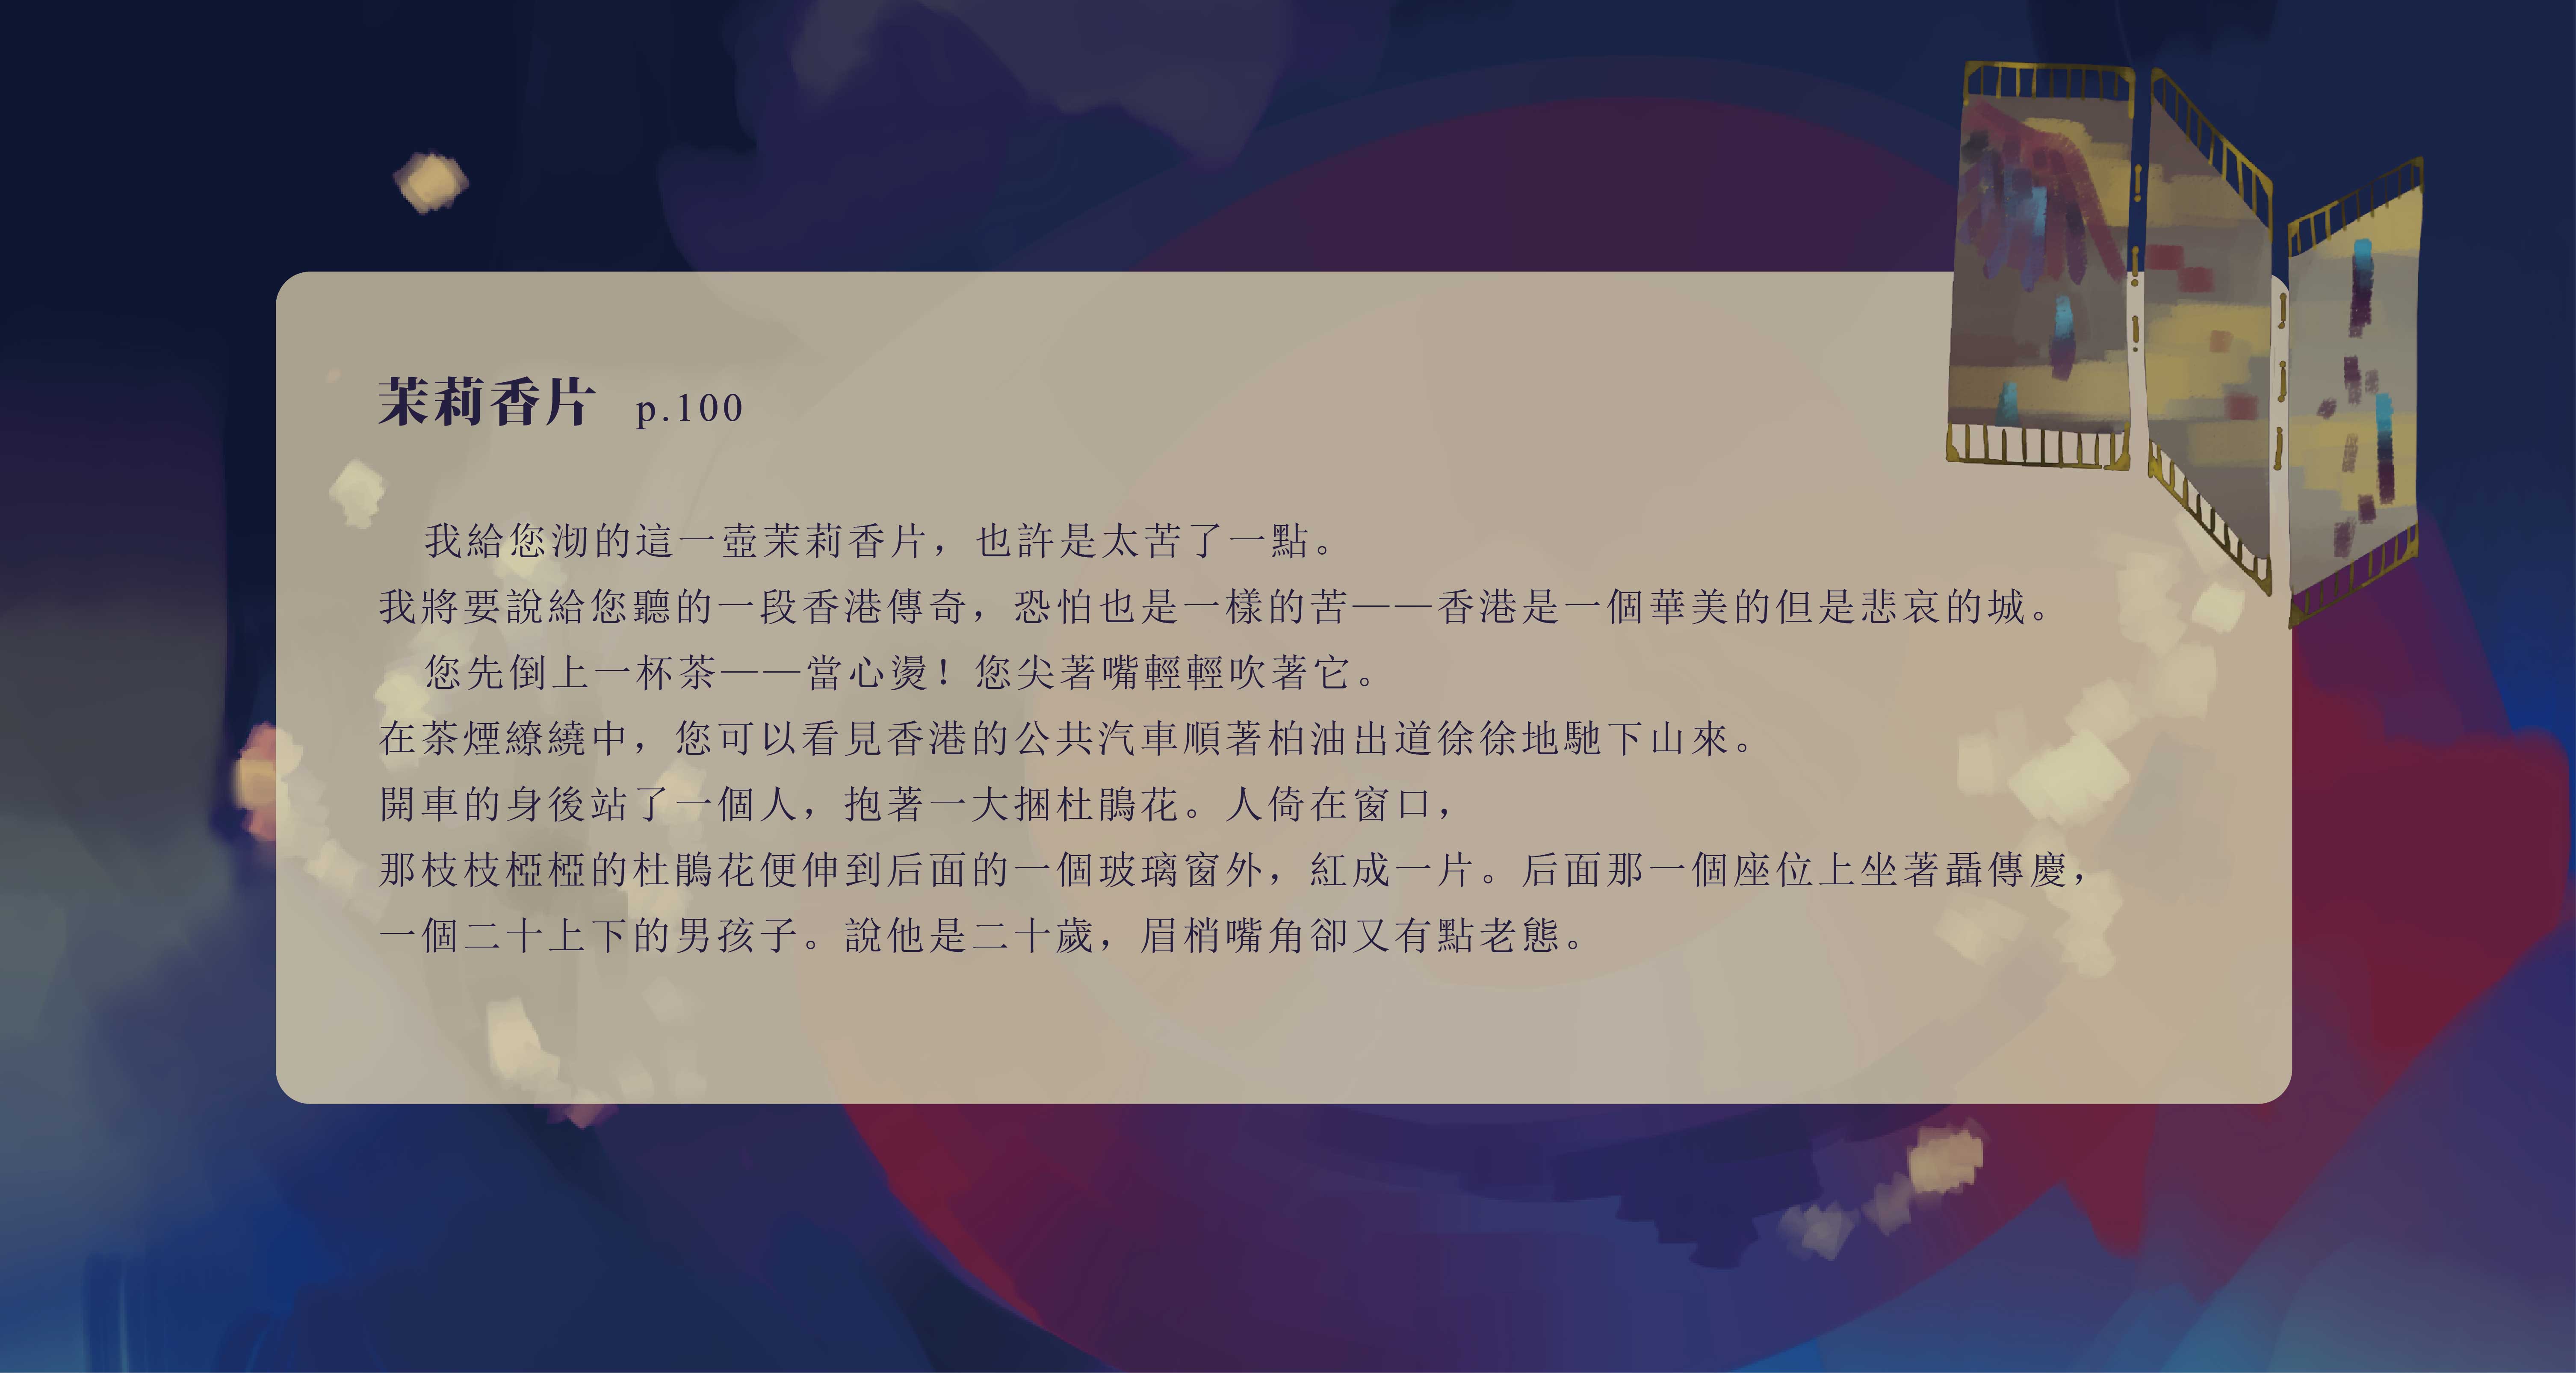 茉莉香片 p.100
我給您沏的這一壺茉莉香片，也許是太苦了一點。
我將要說給您聽的一段香港傳奇，恐怕也是一樣的苦——香港是一個華美的但是悲哀的城。
您先倒上一杯茶——當心燙！您尖著嘴輕輕吹著它。
在茶煙繚繞中，您可以看見香港的公共汽車順著柏油出道徐徐地馳下山來。
開車的身後站了一個人，抱著一大捆杜鵑花。人倚在窗口，
那枝枝椏椏的杜鵑花便伸到后面的一個玻璃窗外，紅成一片。后面那一個座位上坐著聶傳慶，
一個二十上下的男孩子。說他是二十歲，眉梢嘴角卻又有點老態。